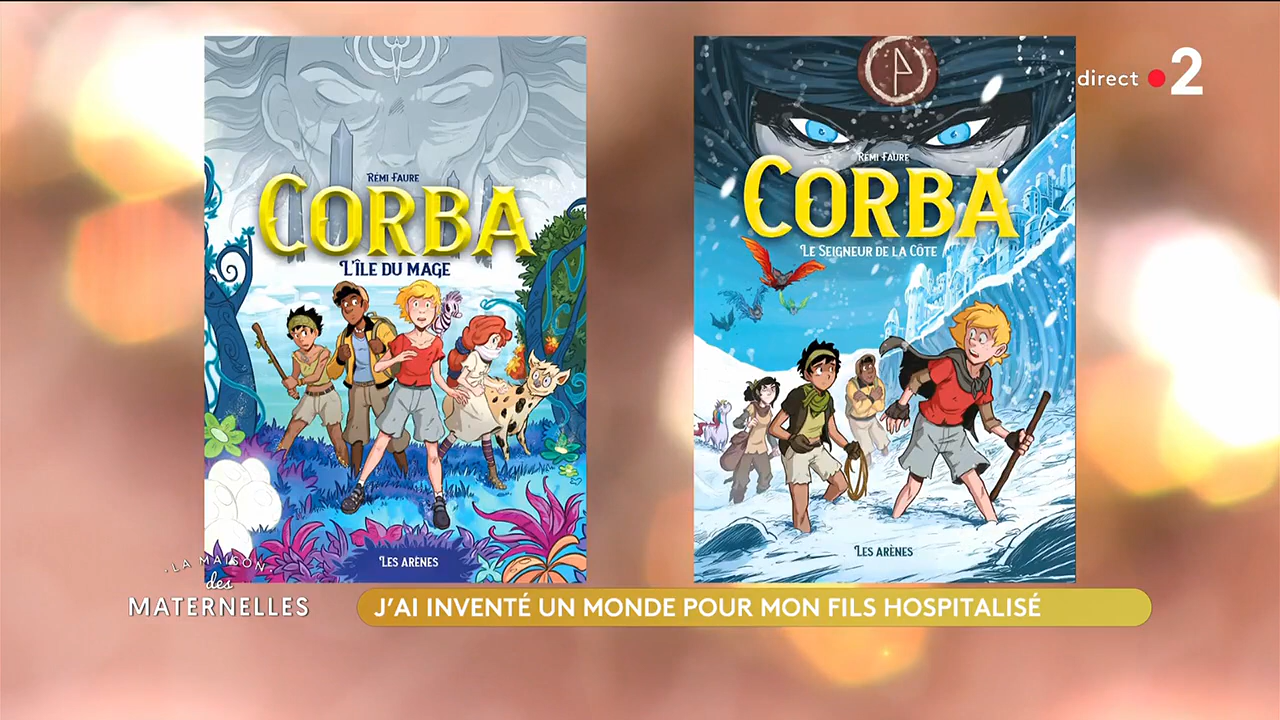 RÉMI FAURE
CORBA
L'ÎLE DU MAGE
LES ARÈNES
RÉMI FAURE
CORBA
LE SEIGNEUR DE LA CÔTE
LES ARÈNES
direct 2
LA MAISON
des
MATERNELLES
J'AI INVENTÉ UN MONDE POUR MON FILS HOSPITALISÉ